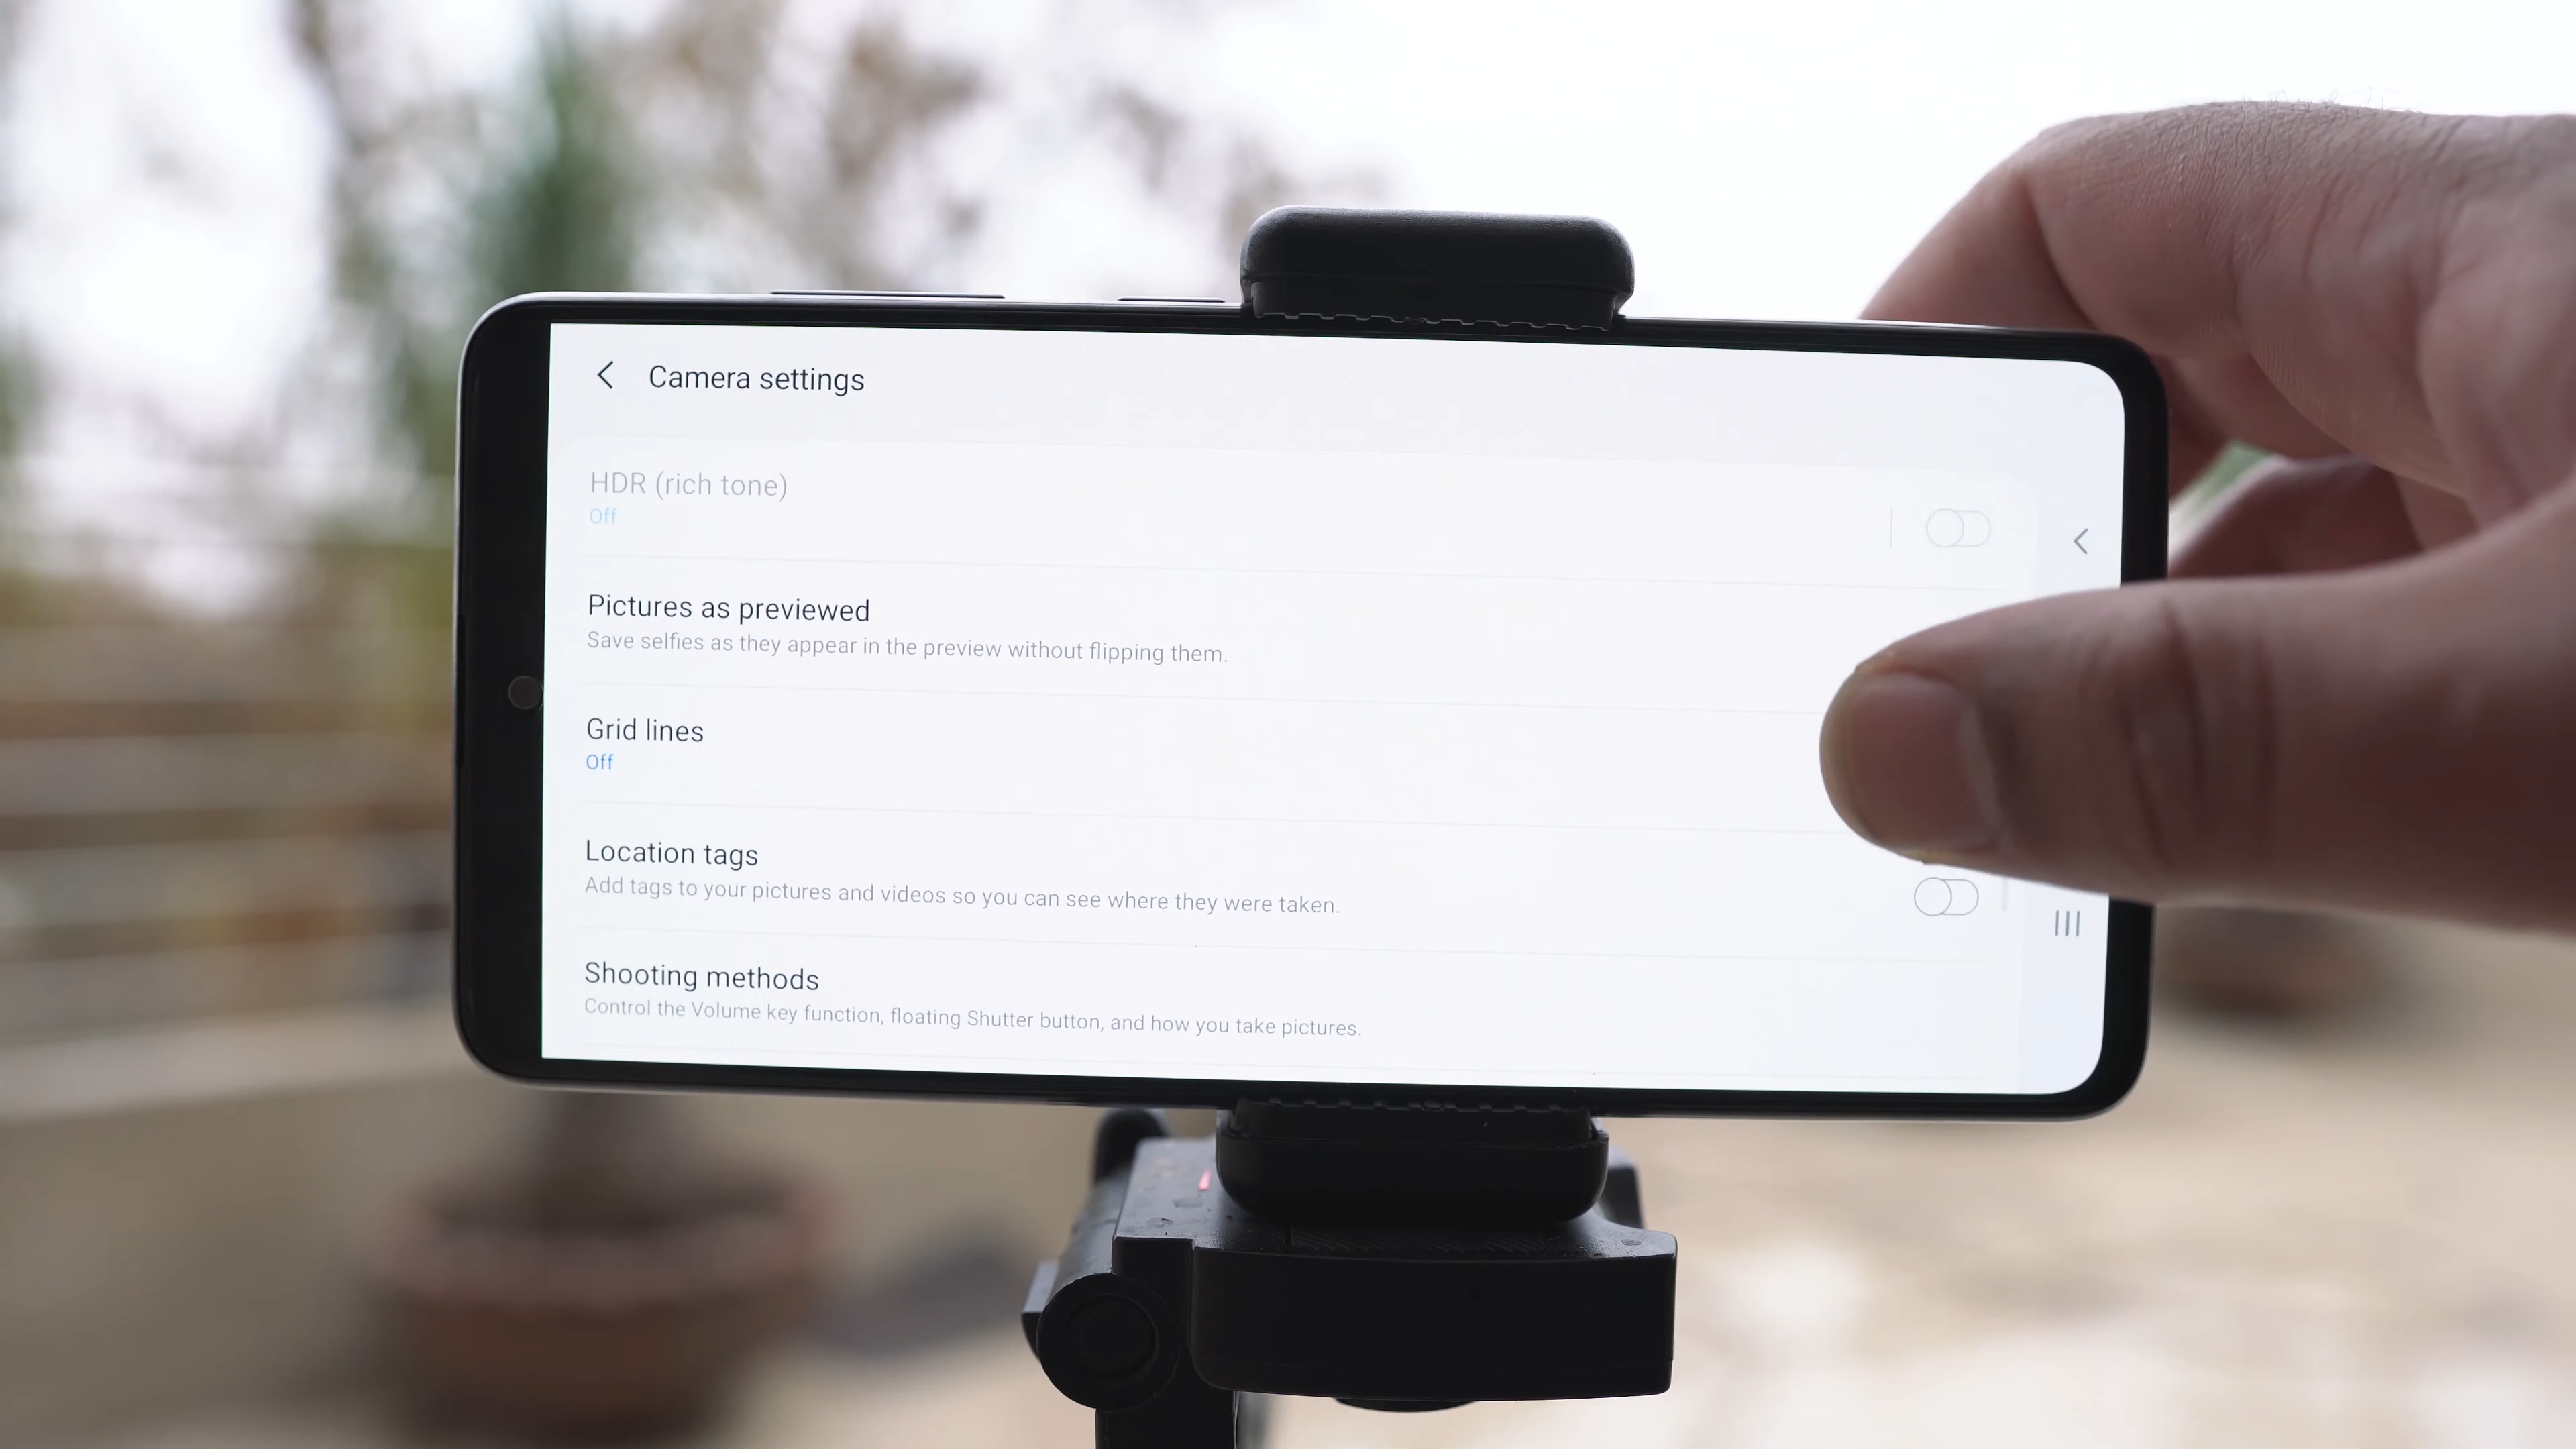 Camera settings
HDR (rich tone)
Off
Pictures as previewed
Save selfies as they appear in the preview without flipping them.
Grid lines
Off
Location tags
Add tags to your pictures and videos so you can see where they were taken.
Shooting methods
Control the Volume key function, floating Shutter button, and how you take pictures.